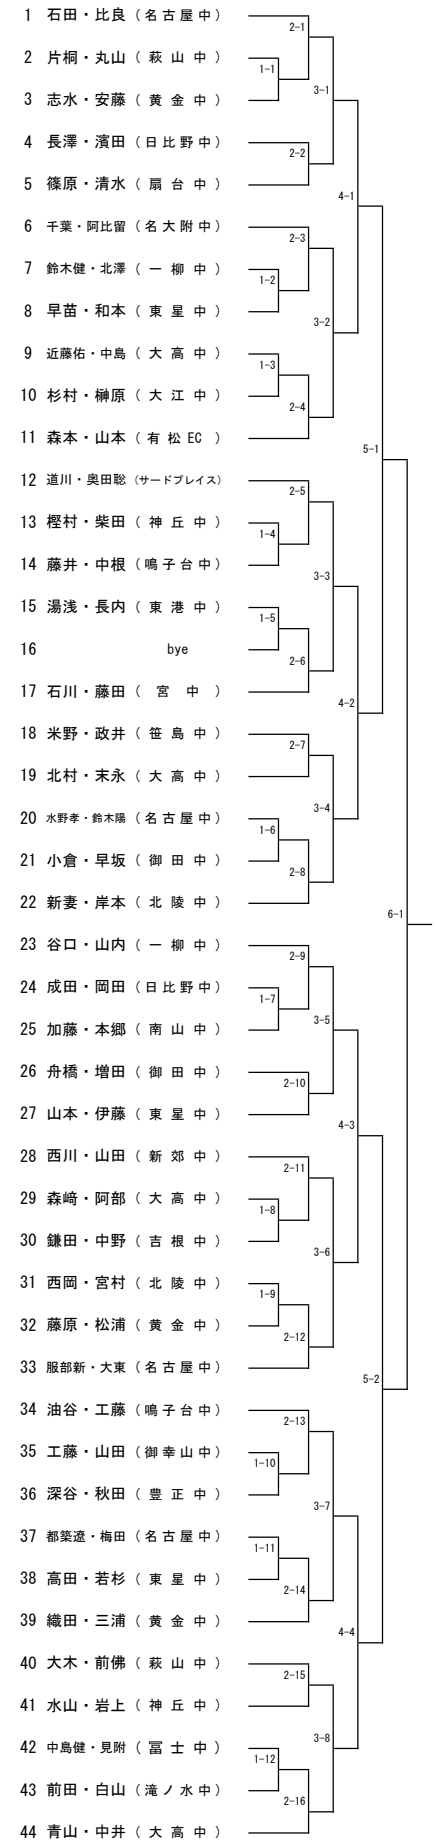 1 石田・比良（名古屋中）
2 片桐・丸山（萩山中）
3 志水・安藤（黄金中）
4 長澤・濱田（日比野中）
5 篠原・清水（扇台中）
6 千葉・阿比留（名大附中）
7 鈴木健・北澤（一柳中）
8 早苗・和本（東星中）
9 近藤佑・中島（大高中）
10 杉村・榊原（大江中）
11 森本・山本（有松EC）
12 道川・奥田聡（サードプレイス）
13 樫村・柴田（神丘中）
14 藤井・中根（鳴子台中）
15 湯浅・長内（東港中）
16 bye
17 石川・藤田（宮中）
18 米野・政井（笹島中）
19 北村・末永（大高中）
20 水野孝・鈴木陽（名古屋中）
21 小倉・早坂（御田中）
22 新妻・岸本（北陵中）
23 谷口・山内（一柳中）
24 成田・岡田（日比野中）
25 加藤・本郷（南山中）
26 舟橋・増田（御田中）
27 山本・伊藤（東星中）
28 西川・山田（新郊中）
29 森﨑・阿部（大高中）
30 鎌田・中野（吉根中）
31 西岡・宮村（北陵中）
32 藤原・松浦（黄金中）
33 服部新・大東（名古屋中）
34 油谷・工藤（鳴子台中）
35 工藤・山田（御幸山中）
36 深谷・秋田（豊正中）
37 都築遼・梅田（名古屋中）
38 高田・若杉（東星中）
39 織田・三浦（黄金中）
40 大木・前佛（萩山中）
41 水山・岩上（神丘中）
42 中島健・見附（冨士中）
43 前田・白山（滝ノ水中）
44 青山・中井（大高中）
1-1
1-2
1-3
1-4
1-5
1-6
1-7
1-8
1-9
1-10
1-11
1-12
2-1
2-2
2-3
2-4
2-5
2-6
2-7
2-8
2-9
2-10
2-11
2-12
2-13
2-14
2-15
2-16
3-1
3-2
3-3
3-4
3-5
3-6
3-7
3-8
4-1
4-2
4-3
4-4
5-1
5-2
6-1